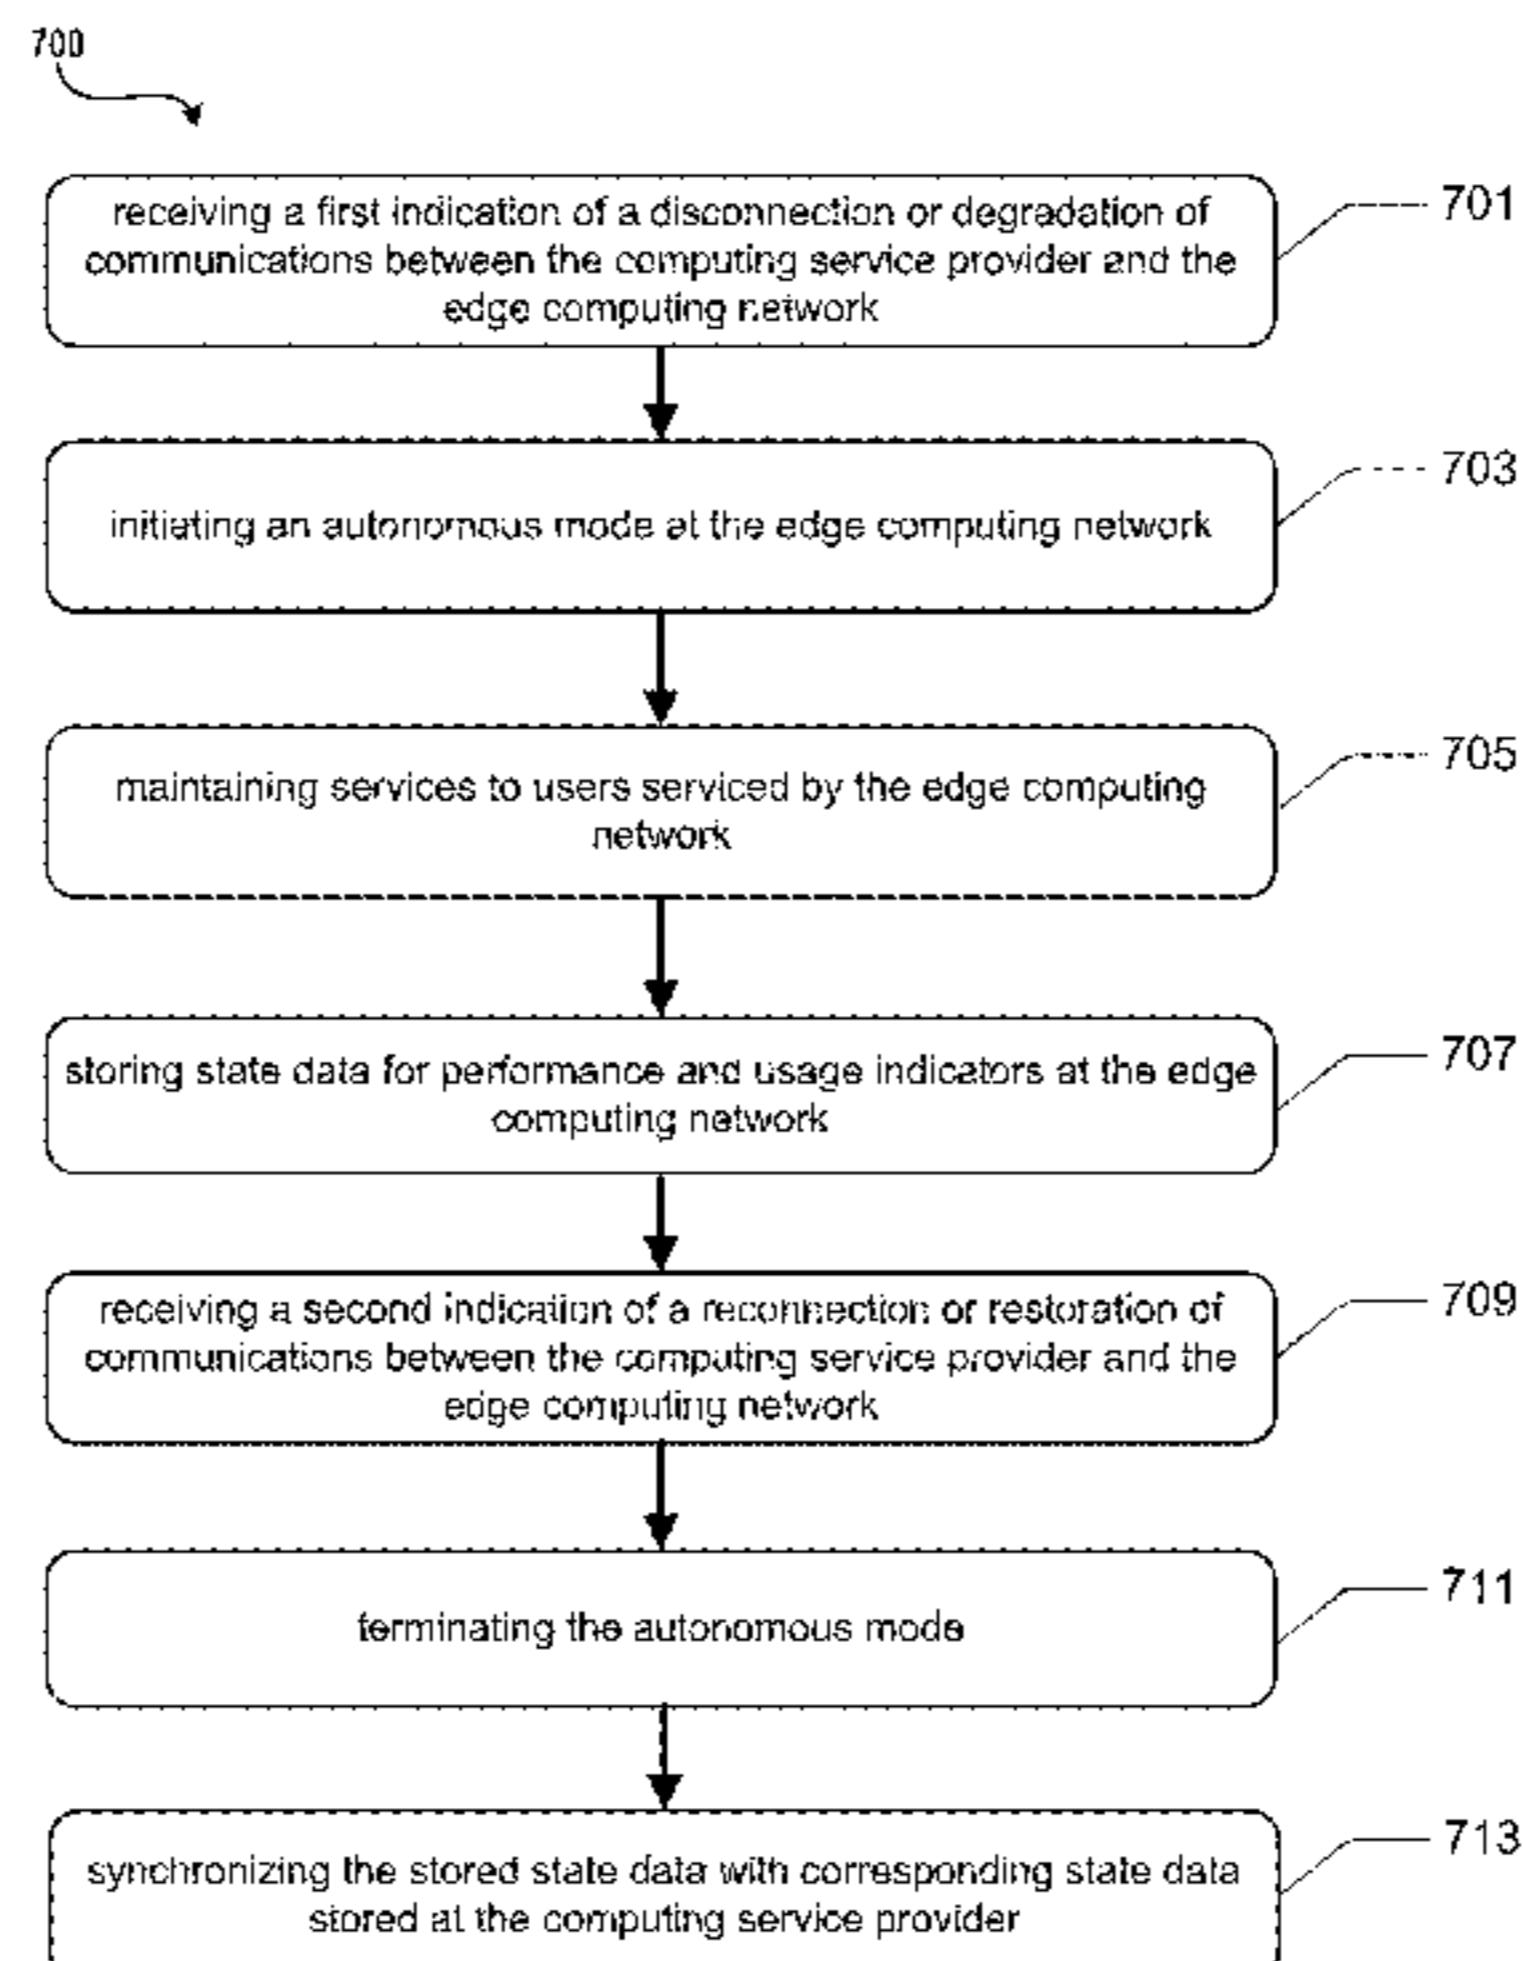 700
receiving a first indication of a disconnection or degradation of
communications between the computing service provider and the
edge computing network
701
initiating an autonomous mode at the edge computing network
703
maintaining services to users serviced by the edge computing
network
705
storing state data for performance and usage indicators at the edge
computing network
707
receiving a second indication of a reconnection or restoration of
communications between the computing service provider and the
edge computing network
709
terminating the autonomous mode
711
synchronizing the stored state data with corresponding state data
stored at the computing service provider
713